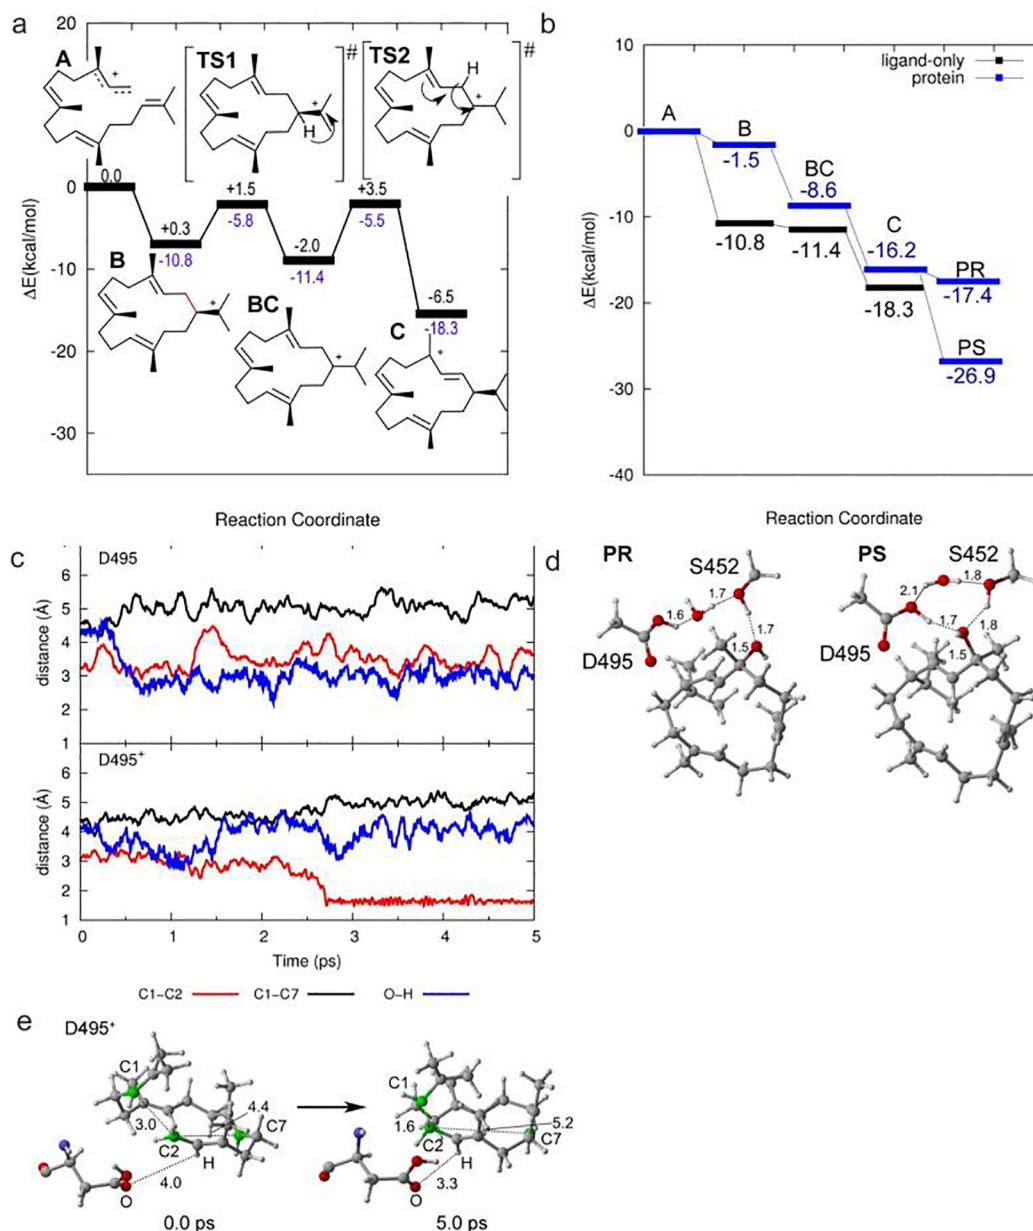 a
20
0
-10
-20
-30
ΔE(kcal/mol)
A
+
TS1
#
H
+
TS2
#
H
+
0.0
+0.3
-10.8
+1.5
-5.8
-2.0
-11.4
+3.5
-5.5
-6.5
-18.3
B
+
BC
+
C
+
Reaction Coordinate
b
10
0
-10
-20
-30
-40
ΔE(kcal/mol)
ligand-only
protein
A
B
-1.5
BC
-8.6
-10.8
-11.4
C
-16.2
-18.3
PR
-17.4
PS
-26.9
Reaction Coordinate
c
D495
6
5
4
3
2
1
distance (Å)
D495+
6
5
4
3
2
1
distance (Å)
0
1
2
3
4
5
Time (ps)
C1–C2
C1–C7
O–H
d
PR
S452
1.7
1.6
1.7
1.5
D495
PS
S452
1.8
2.1
1.7
1.8
1.5
D495
e
D495+
C1
3.0
4.4
C7
C2
H
4.0
O
0.0 ps
C1
1.6
C2
5.2
C7
H
3.3
O
5.0 ps